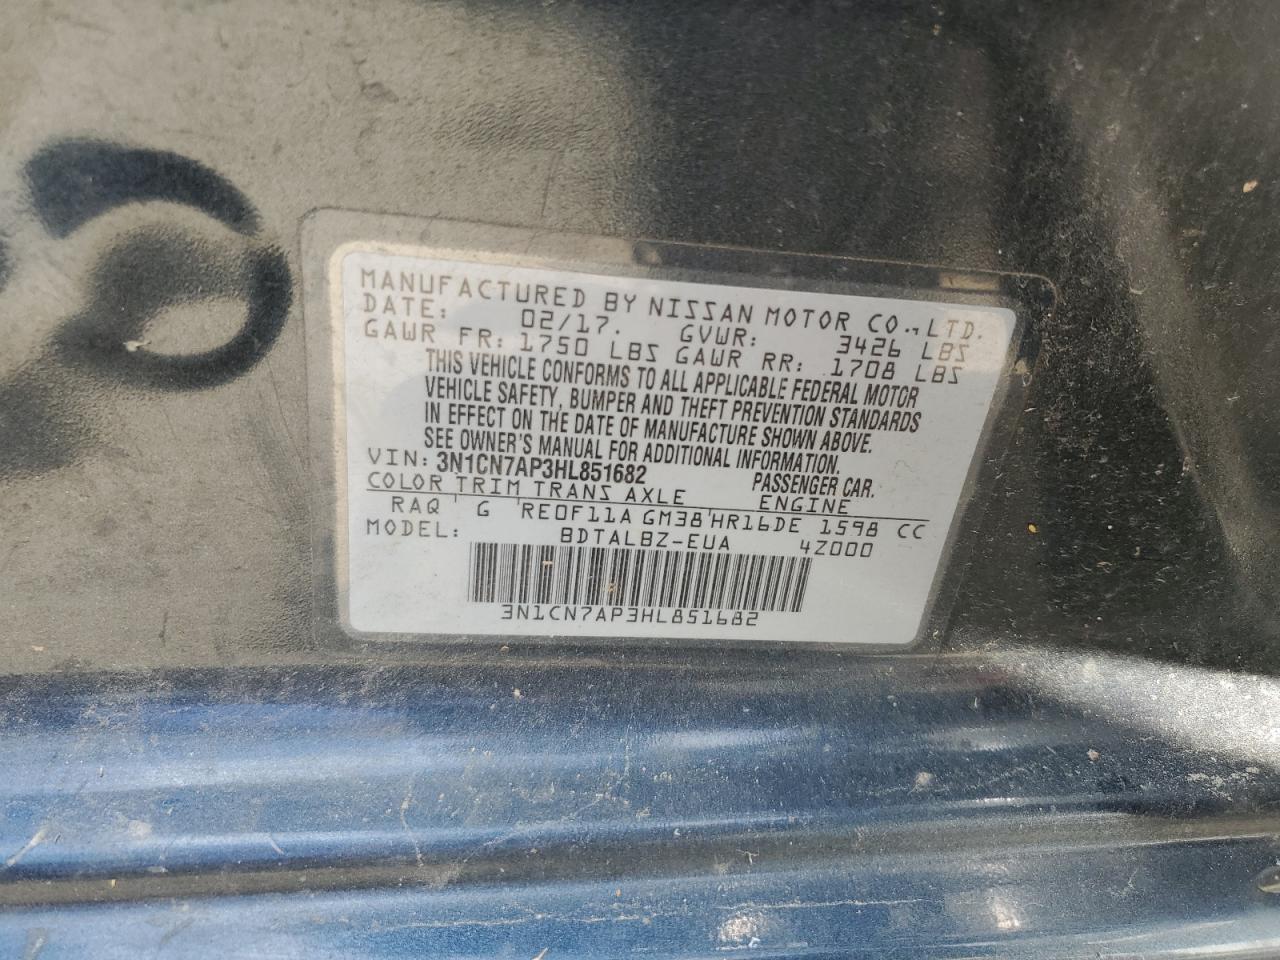 MANUFACTURED BY NISSAN MOTOR CO., LTD.
DATE: 02/17. GVWR: 3426 LBS
GAWR FR: 1750 LBS GAWR RR: 1708 LBS
THIS VEHICLE CONFORMS TO ALL APPLICABLE FEDERAL MOTOR
VEHICLE SAFETY, BUMPER AND THEFT PREVENTION STANDARDS
IN EFFECT ON THE DATE OF MANUFACTURE SHOWN ABOVE.
SEE OWNER'S MANUAL FOR ADDITIONAL INFORMATION.
VIN: 3N1CN7AP3HL851682 PASSENGER CAR.
COLOR TRIM TRANS AXLE ENGINE
RAQ ' G 'RE0F11A GM38'HR16DE 1598 CC
MODEL: BDTALBZ-EUA 4Z000
3N1CN7AP3HL851682